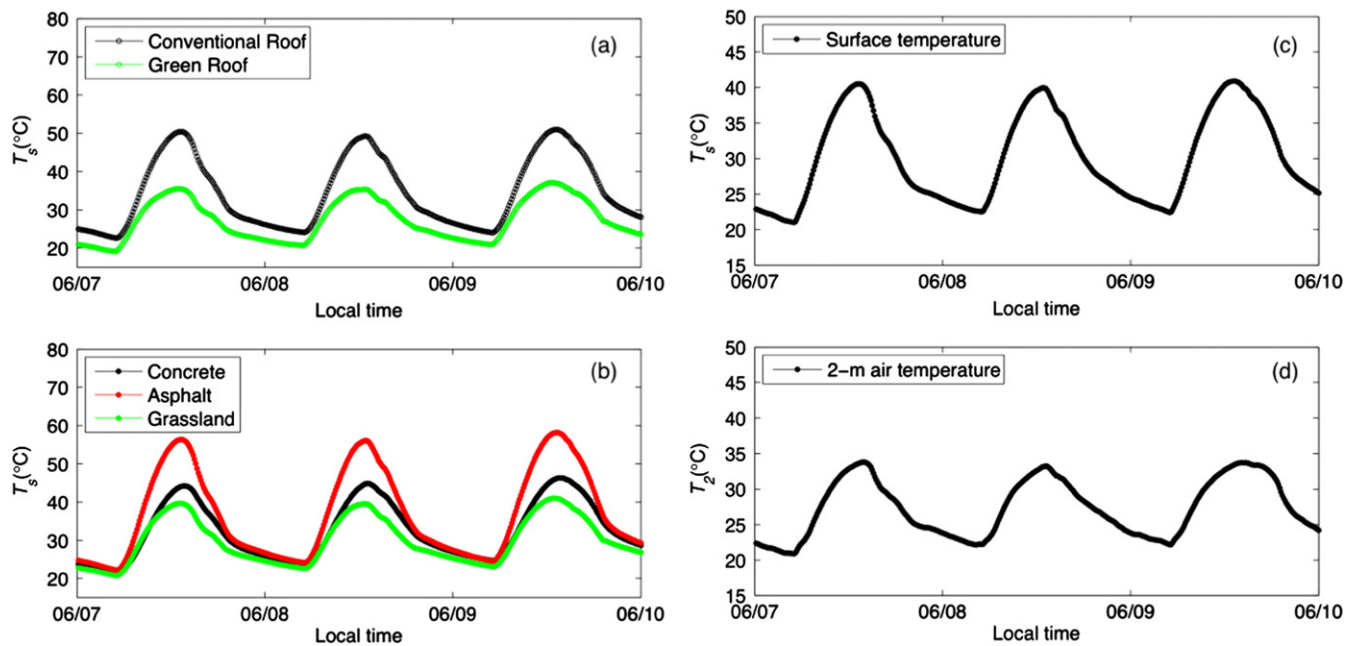 80
70
60
50
40
30
20
Ts(°C)
Conventional Roof
Green Roof
(a)
06/07 06/08 06/09 06/10
Local time
50
45
40
35
30
25
20
15
Ts(°C)
Surface temperature
(c)
06/07 06/08 06/09 06/10
Local time
80
70
60
50
40
30
20
Ts(°C)
Concrete
Asphalt
Grassland
(b)
06/07 06/08 06/09 06/10
Local time
50
45
40
35
30
25
20
15
T2(°C)
2−m air temperature
(d)
06/07 06/08 06/09 06/10
Local time